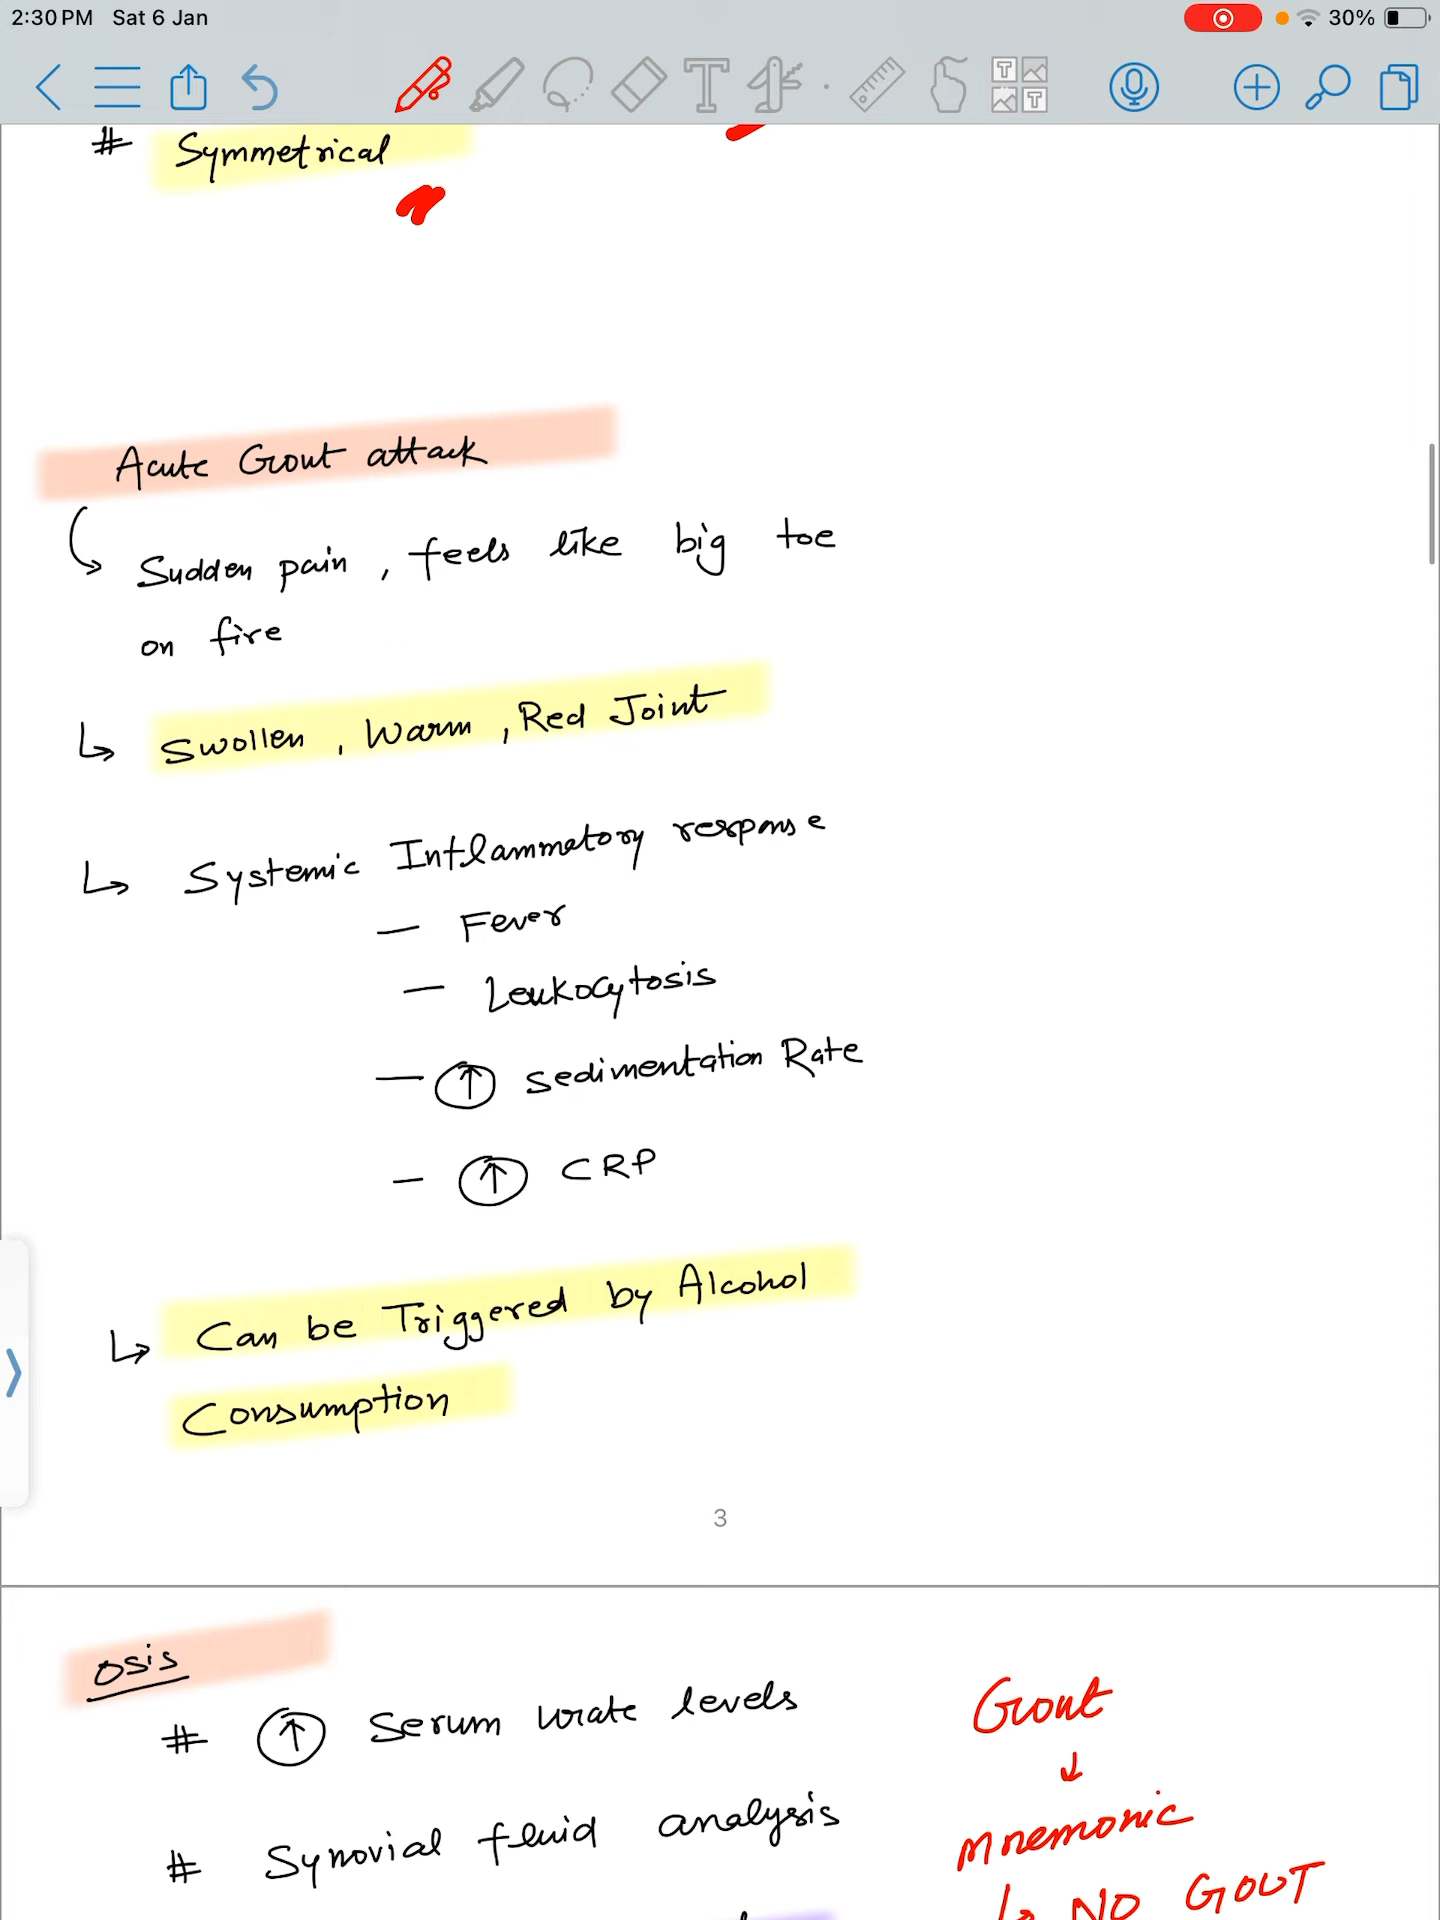 2:30 PM Sat 6 Jan 30%
# Symmetrical
Acute Gout attack
Sudden pain, feels like big toe
on fire
↳ Swollen, Warm, Red Joint
↳ Systemic Inflammatory response
— Fever
— Leukocytosis
— ↑ Sedimentation Rate
— ↑ CRP
↳ Can be Triggered by Alcohol
Consumption
3
osis
# ↑ Serum urate levels
# Synovial fluid analysis
Gout
↓
Mnemonic
↳ NO GOUT